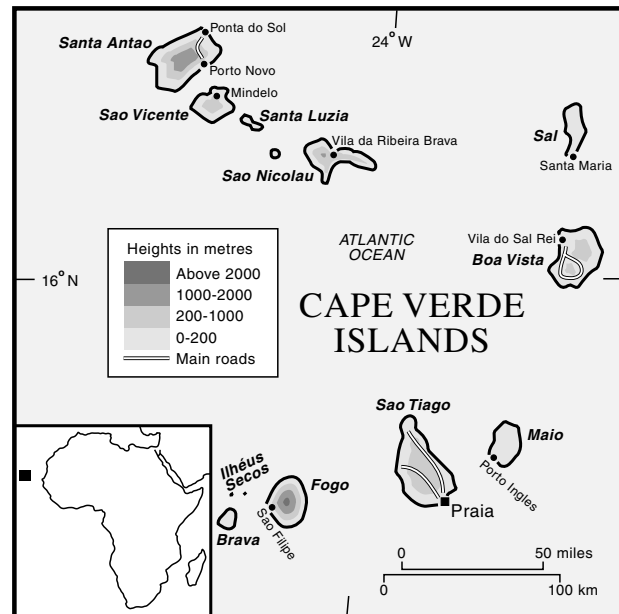 Ponta do Sol
Santa Antao
24° W
Porto Novo
Mindelo
Sao Vicente
Santa Luzia
Vila da Ribeira Brava
Sal
Sao Nicolau
Santa Maria
Heights in metres
Above 2000
1000-2000
200-1000
0-200
Main roads
ATLANTIC
OCEAN
Vila do Sal Rei
Boa Vista
16° N
CAPE VERDE
ISLANDS
Sao Tiago
Maio
Porto Ingles
Ilhéus
Secos
Fogo
Sao Filipe
Brava
Praia
0 50 miles
0 100 km